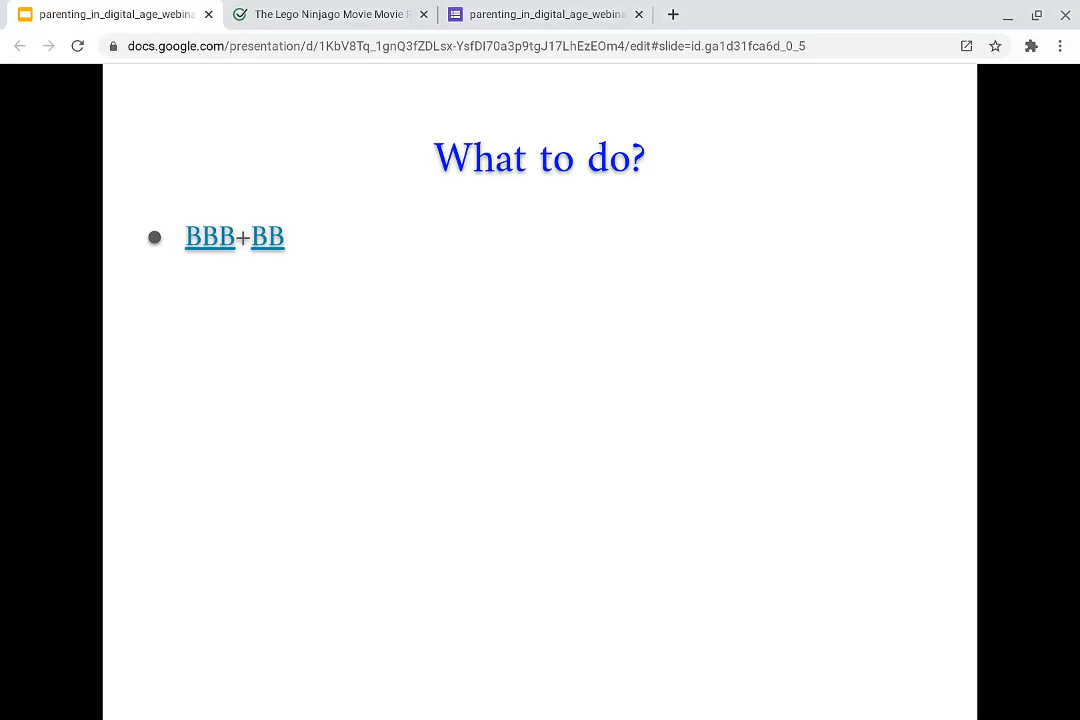 parenting_in_digital_age_webina
The Lego Ninjago Movie Movie
parenting_in_digital_age_webina
docs.google.com/presentation/d/1KbV8Tq_1gnQ3fZDLsx-YsfDI70a3p9tgJ17LhEzEOm4/edit#slide=id.ga1d31fca6d_0_5
What to do?
● BBB+BB